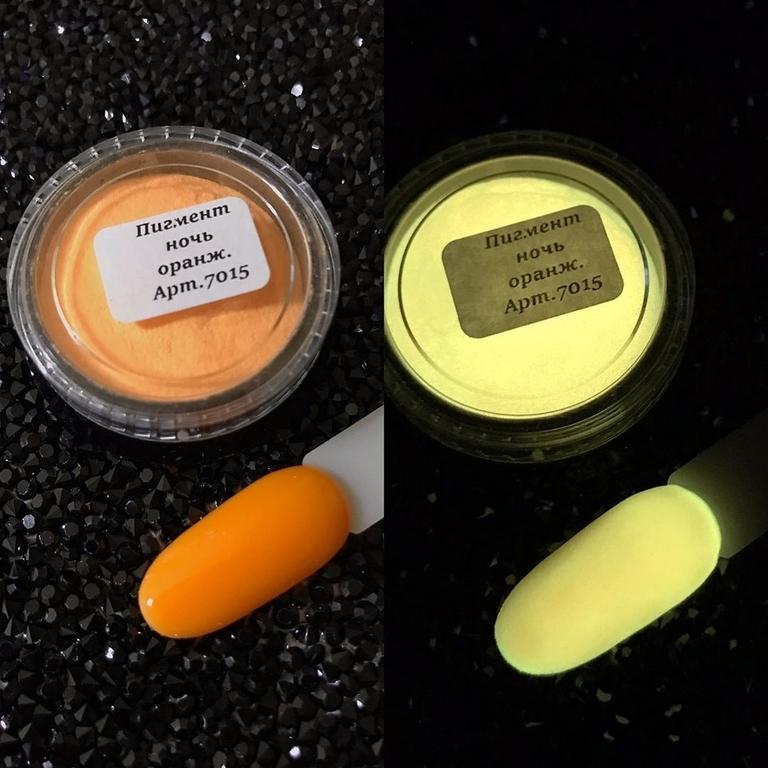 Пигмент
ночь
оранж.
Арт.7015
Пигмент
ночь
оранж.
Арт.7015